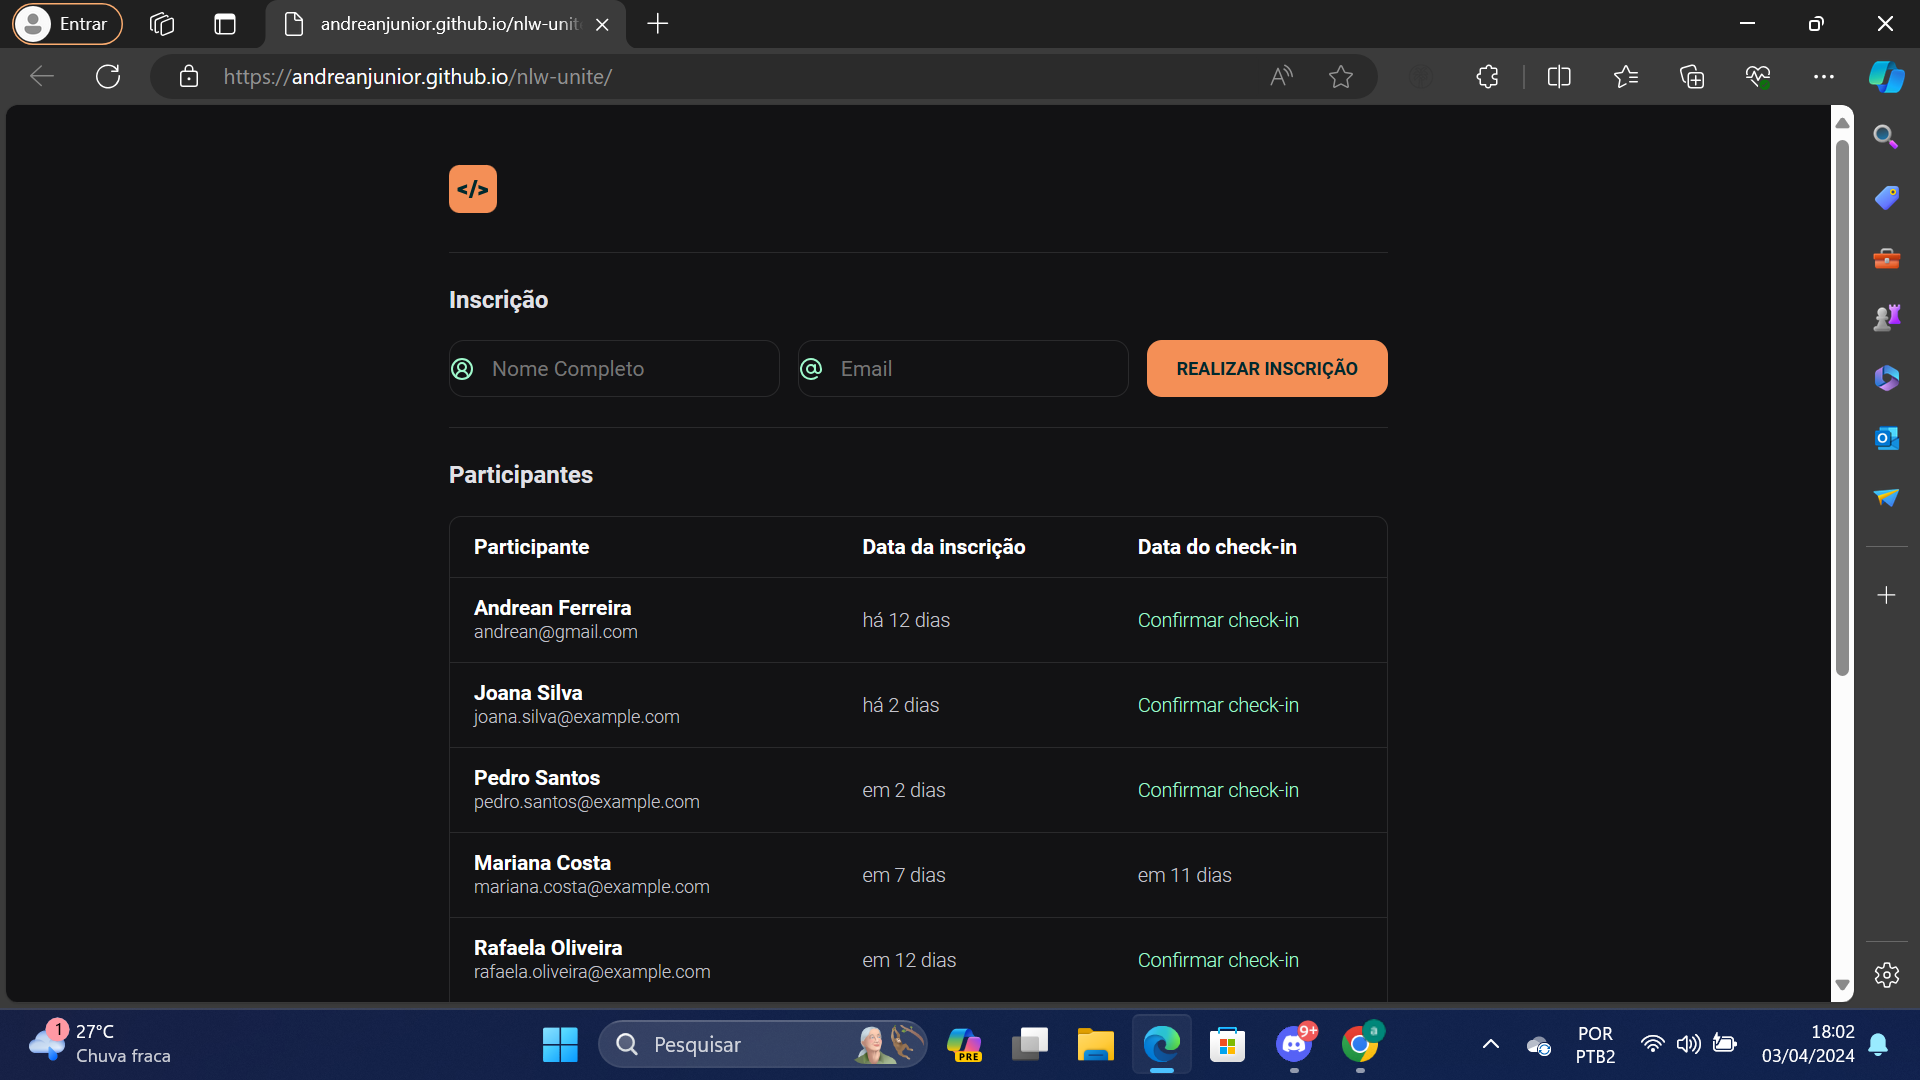 Entrar
andreanjunior.github.io/nlw-unit
https://andreanjunior.github.io/nlw-unite/
</>
Inscrição
Nome Completo
Email
REALIZAR INSCRIÇÃO
Participantes
Participante Data da inscrição Data do check-in
Andrean Ferreira
andrean@gmail.com
há 12 dias
Confirmar check-in
Joana Silva
joana.silva@example.com
há 2 dias
Confirmar check-in
Pedro Santos
pedro.santos@example.com
em 2 dias
Confirmar check-in
Mariana Costa
mariana.costa@example.com
em 7 dias
em 11 dias
Rafaela Oliveira
rafaela.oliveira@example.com
em 12 dias
Confirmar check-in
1
27°C
Chuva fraca
Pesquisar
PRE
9+
a
POR
PTB2
18:02
03/04/2024